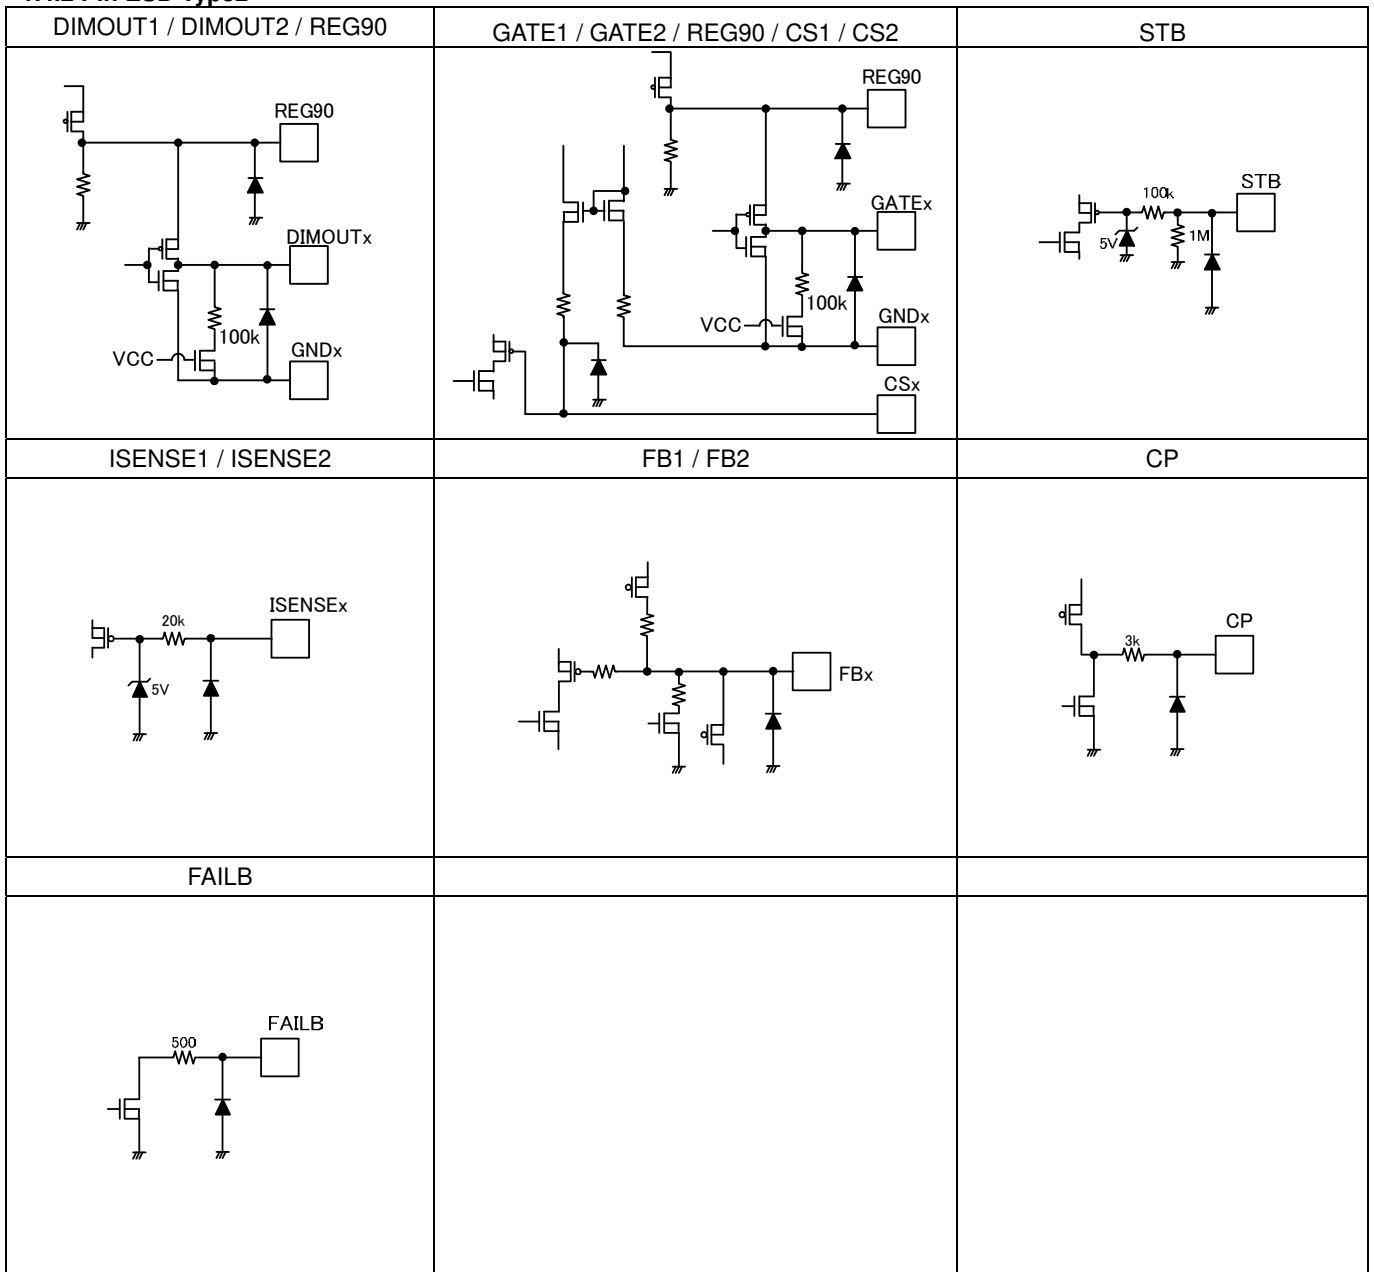 DIMOUT1 / DIMOUT2 / REG90
GATE1 / GATE2 / REG90 / CS1 / CS2
STB
REG90
DIMOUTx
100k
VCC
GNDx
REG90
GATEx
100k
VCC
GNDx
CSx
STB
100k
5V
1M
ISENSE1 / ISENSE2
FB1 / FB2
CP
ISENSEx
20k
5V
FBx
CP
3k
FAILB
FAILB
500